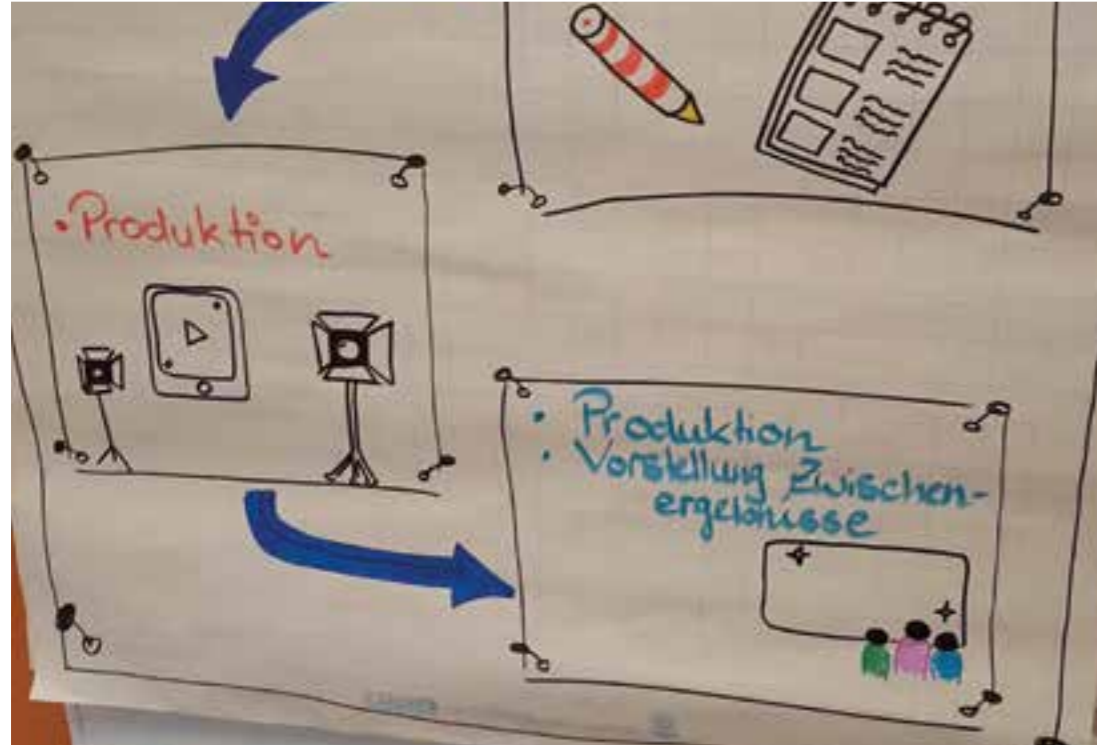 • Produktion
• Produktion
• Vorstellung Zwischen-
ergebnisse